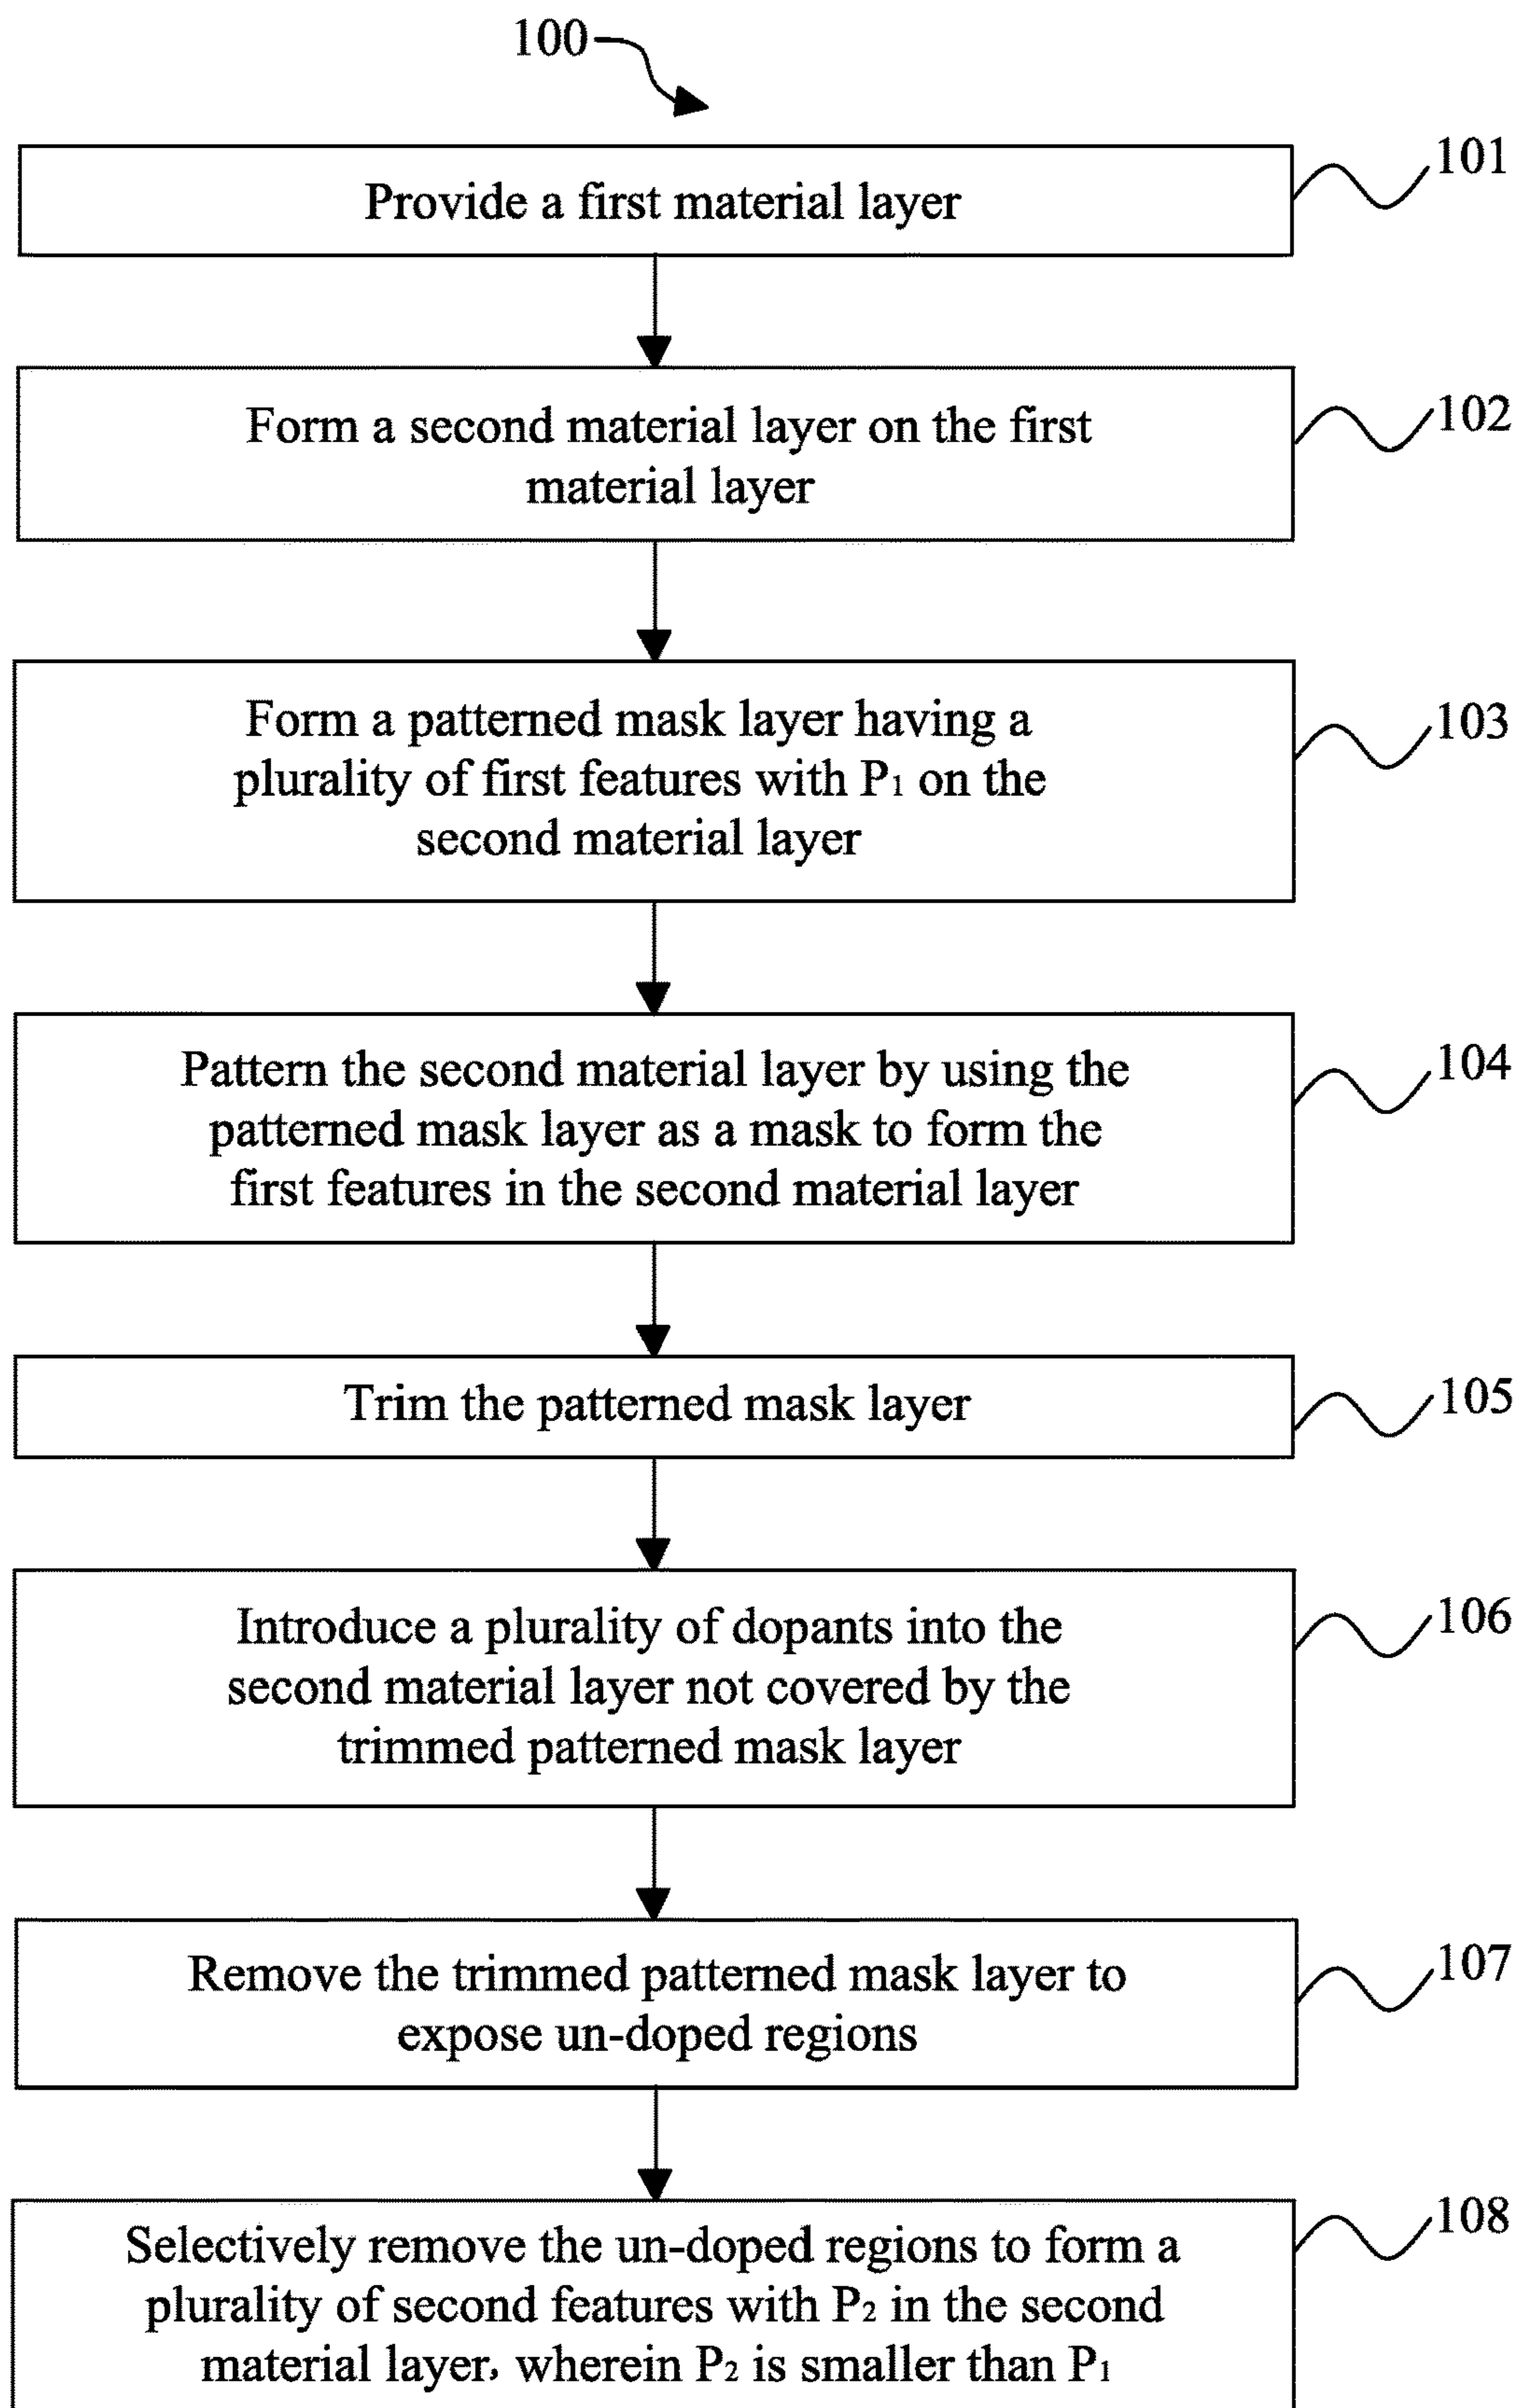 100
Provide a first material layer
101
Form a second material layer on the first
material layer
102
Form a patterned mask layer having a
plurality of first features with P₁ on the
second material layer
103
Pattern the second material layer by using the
patterned mask layer as a mask to form the
first features in the second material layer
104
Trim the patterned mask layer
105
Introduce a plurality of dopants into the
second material layer not covered by the
trimmed patterned mask layer
106
Remove the trimmed patterned mask layer to
expose un-doped regions
107
Selectively remove the un-doped regions to form a
plurality of second features with P₂ in the second
material layer, wherein P₂ is smaller than P₁
108